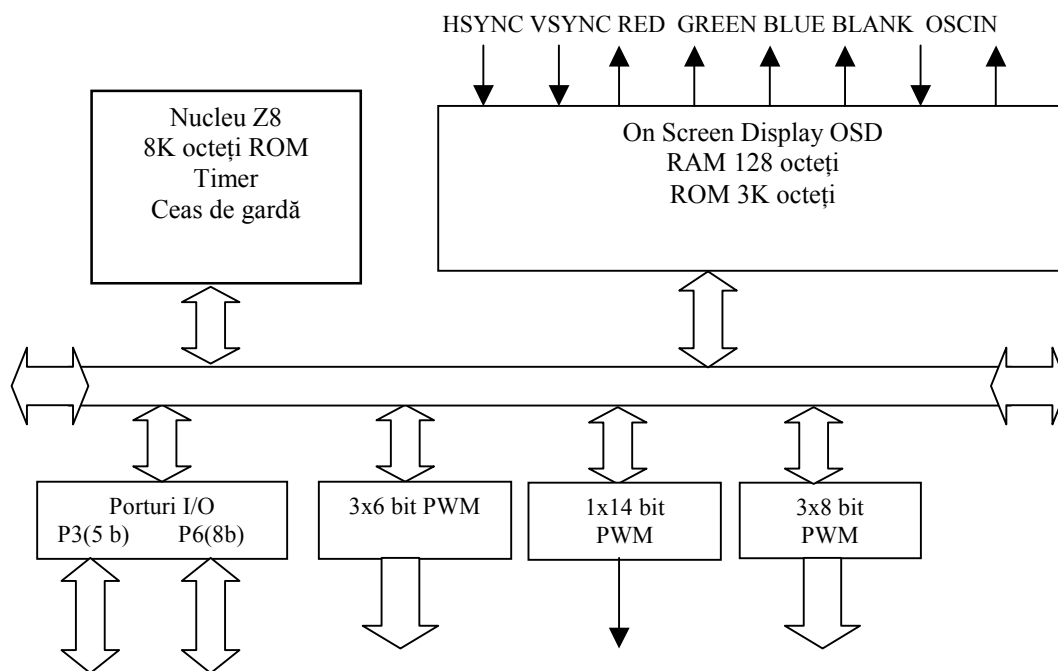 HSYNC VSYNC RED GREEN BLUE BLANK OSCIN
Nucleu Z8
8K octeți ROM
Timer
Ceas de gardă
On Screen Display OSD
RAM 128 octeți
ROM 3K octeți
Porturi I/O
P3(5 b) P6(8b)
3x6 bit PWM
1x14 bit
PWM
3x8 bit
PWM